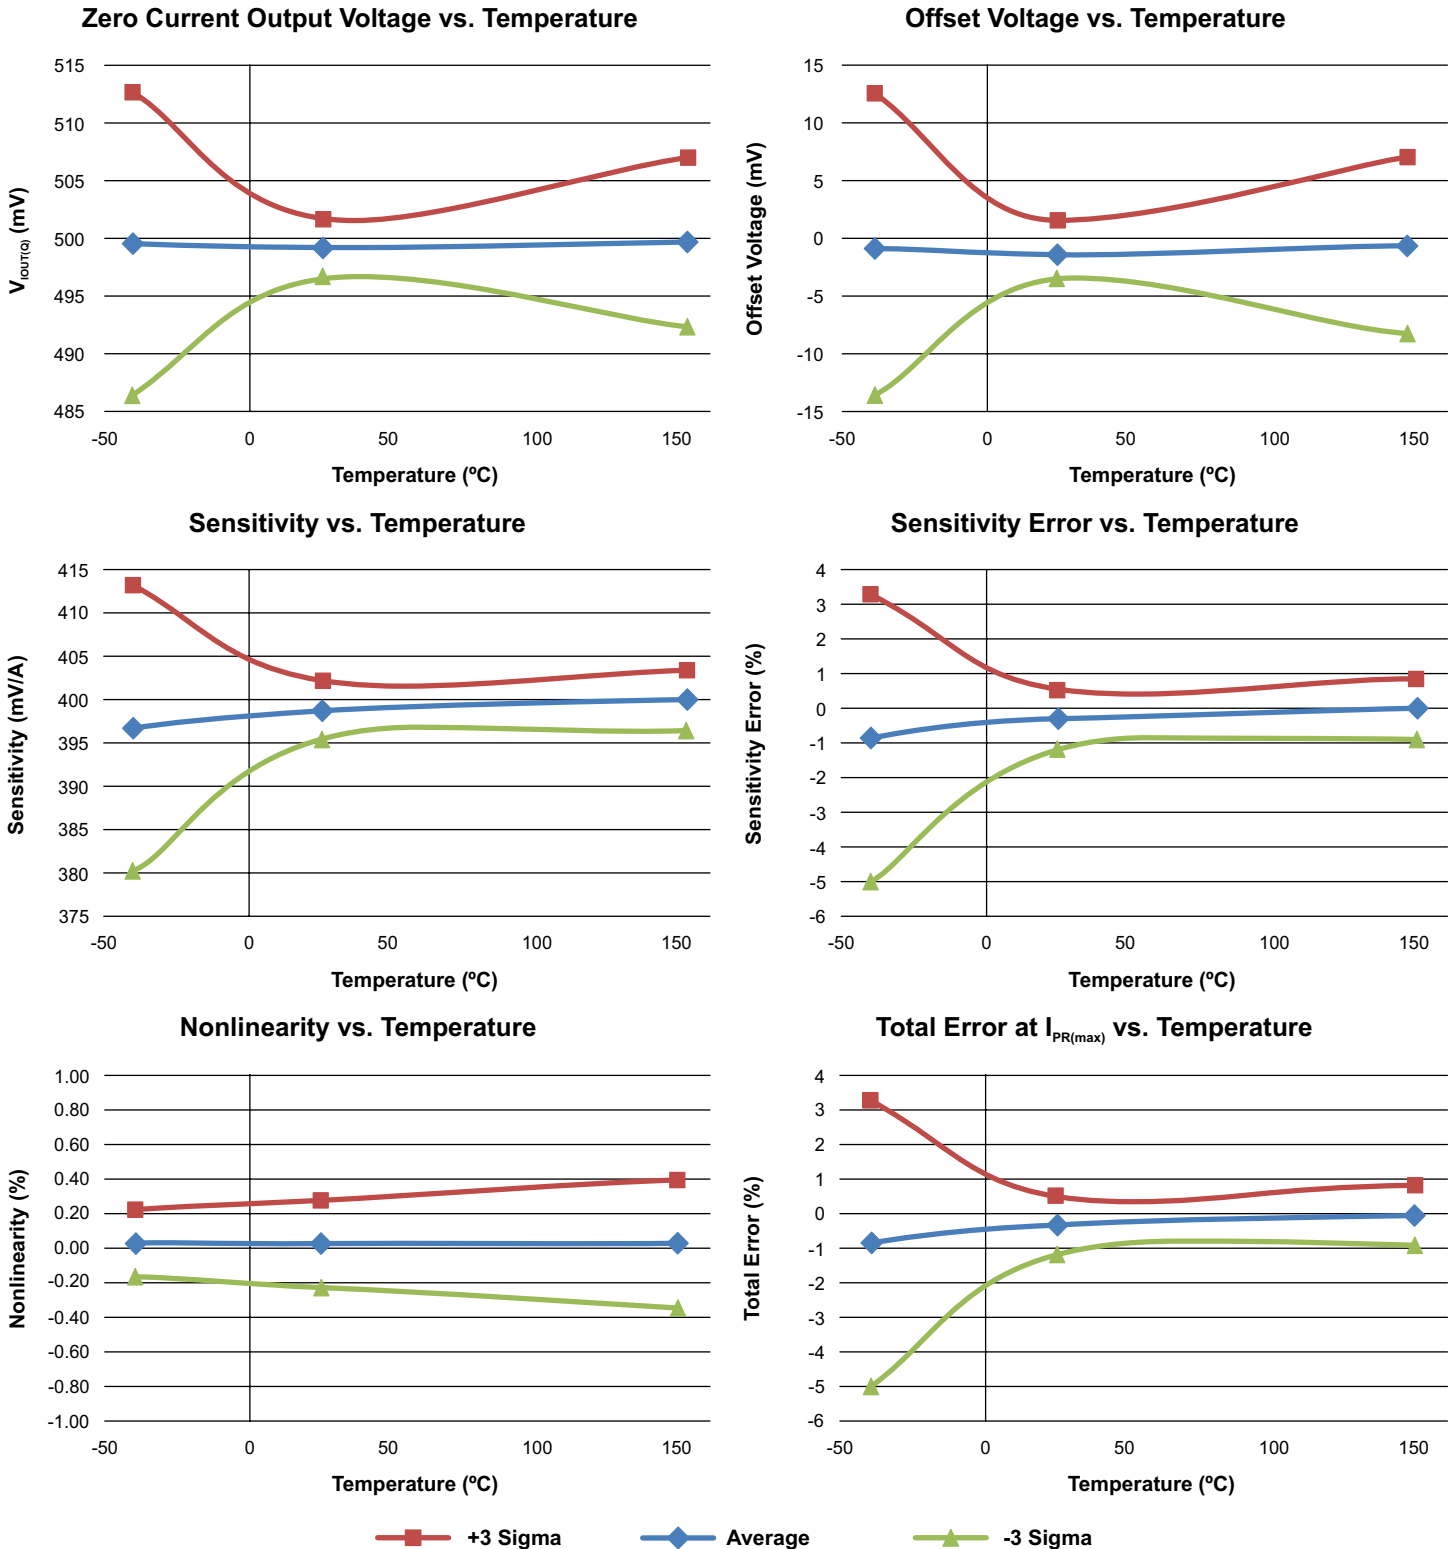 Zero Current Output Voltage vs. Temperature
515
510
505
500
495
490
485
V_IOUT(Q) (mV)
-50 0 50 100 150
Temperature (ºC)
Offset Voltage vs. Temperature
15
10
5
0
-5
-10
-15
Offset Voltage (mV)
-50 0 50 100 150
Temperature (ºC)
Sensitivity vs. Temperature
415
410
405
400
395
390
385
380
375
Sensitivity (mV/A)
-50 0 50 100 150
Temperature (ºC)
Sensitivity Error vs. Temperature
4
3
2
1
0
-1
-2
-3
-4
-5
-6
Sensitivity Error (%)
-50 0 50 100 150
Temperature (ºC)
Nonlinearity vs. Temperature
1.00
0.80
0.60
0.40
0.20
0.00
-0.20
-0.40
-0.60
-0.80
-1.00
Nonlinearity (%)
-50 0 50 100 150
Temperature (ºC)
Total Error at I_PR(max) vs. Temperature
4
3
2
1
0
-1
-2
-3
-4
-5
-6
Total Error (%)
-50 0 50 100 150
Temperature (ºC)
+3 Sigma
Average
-3 Sigma